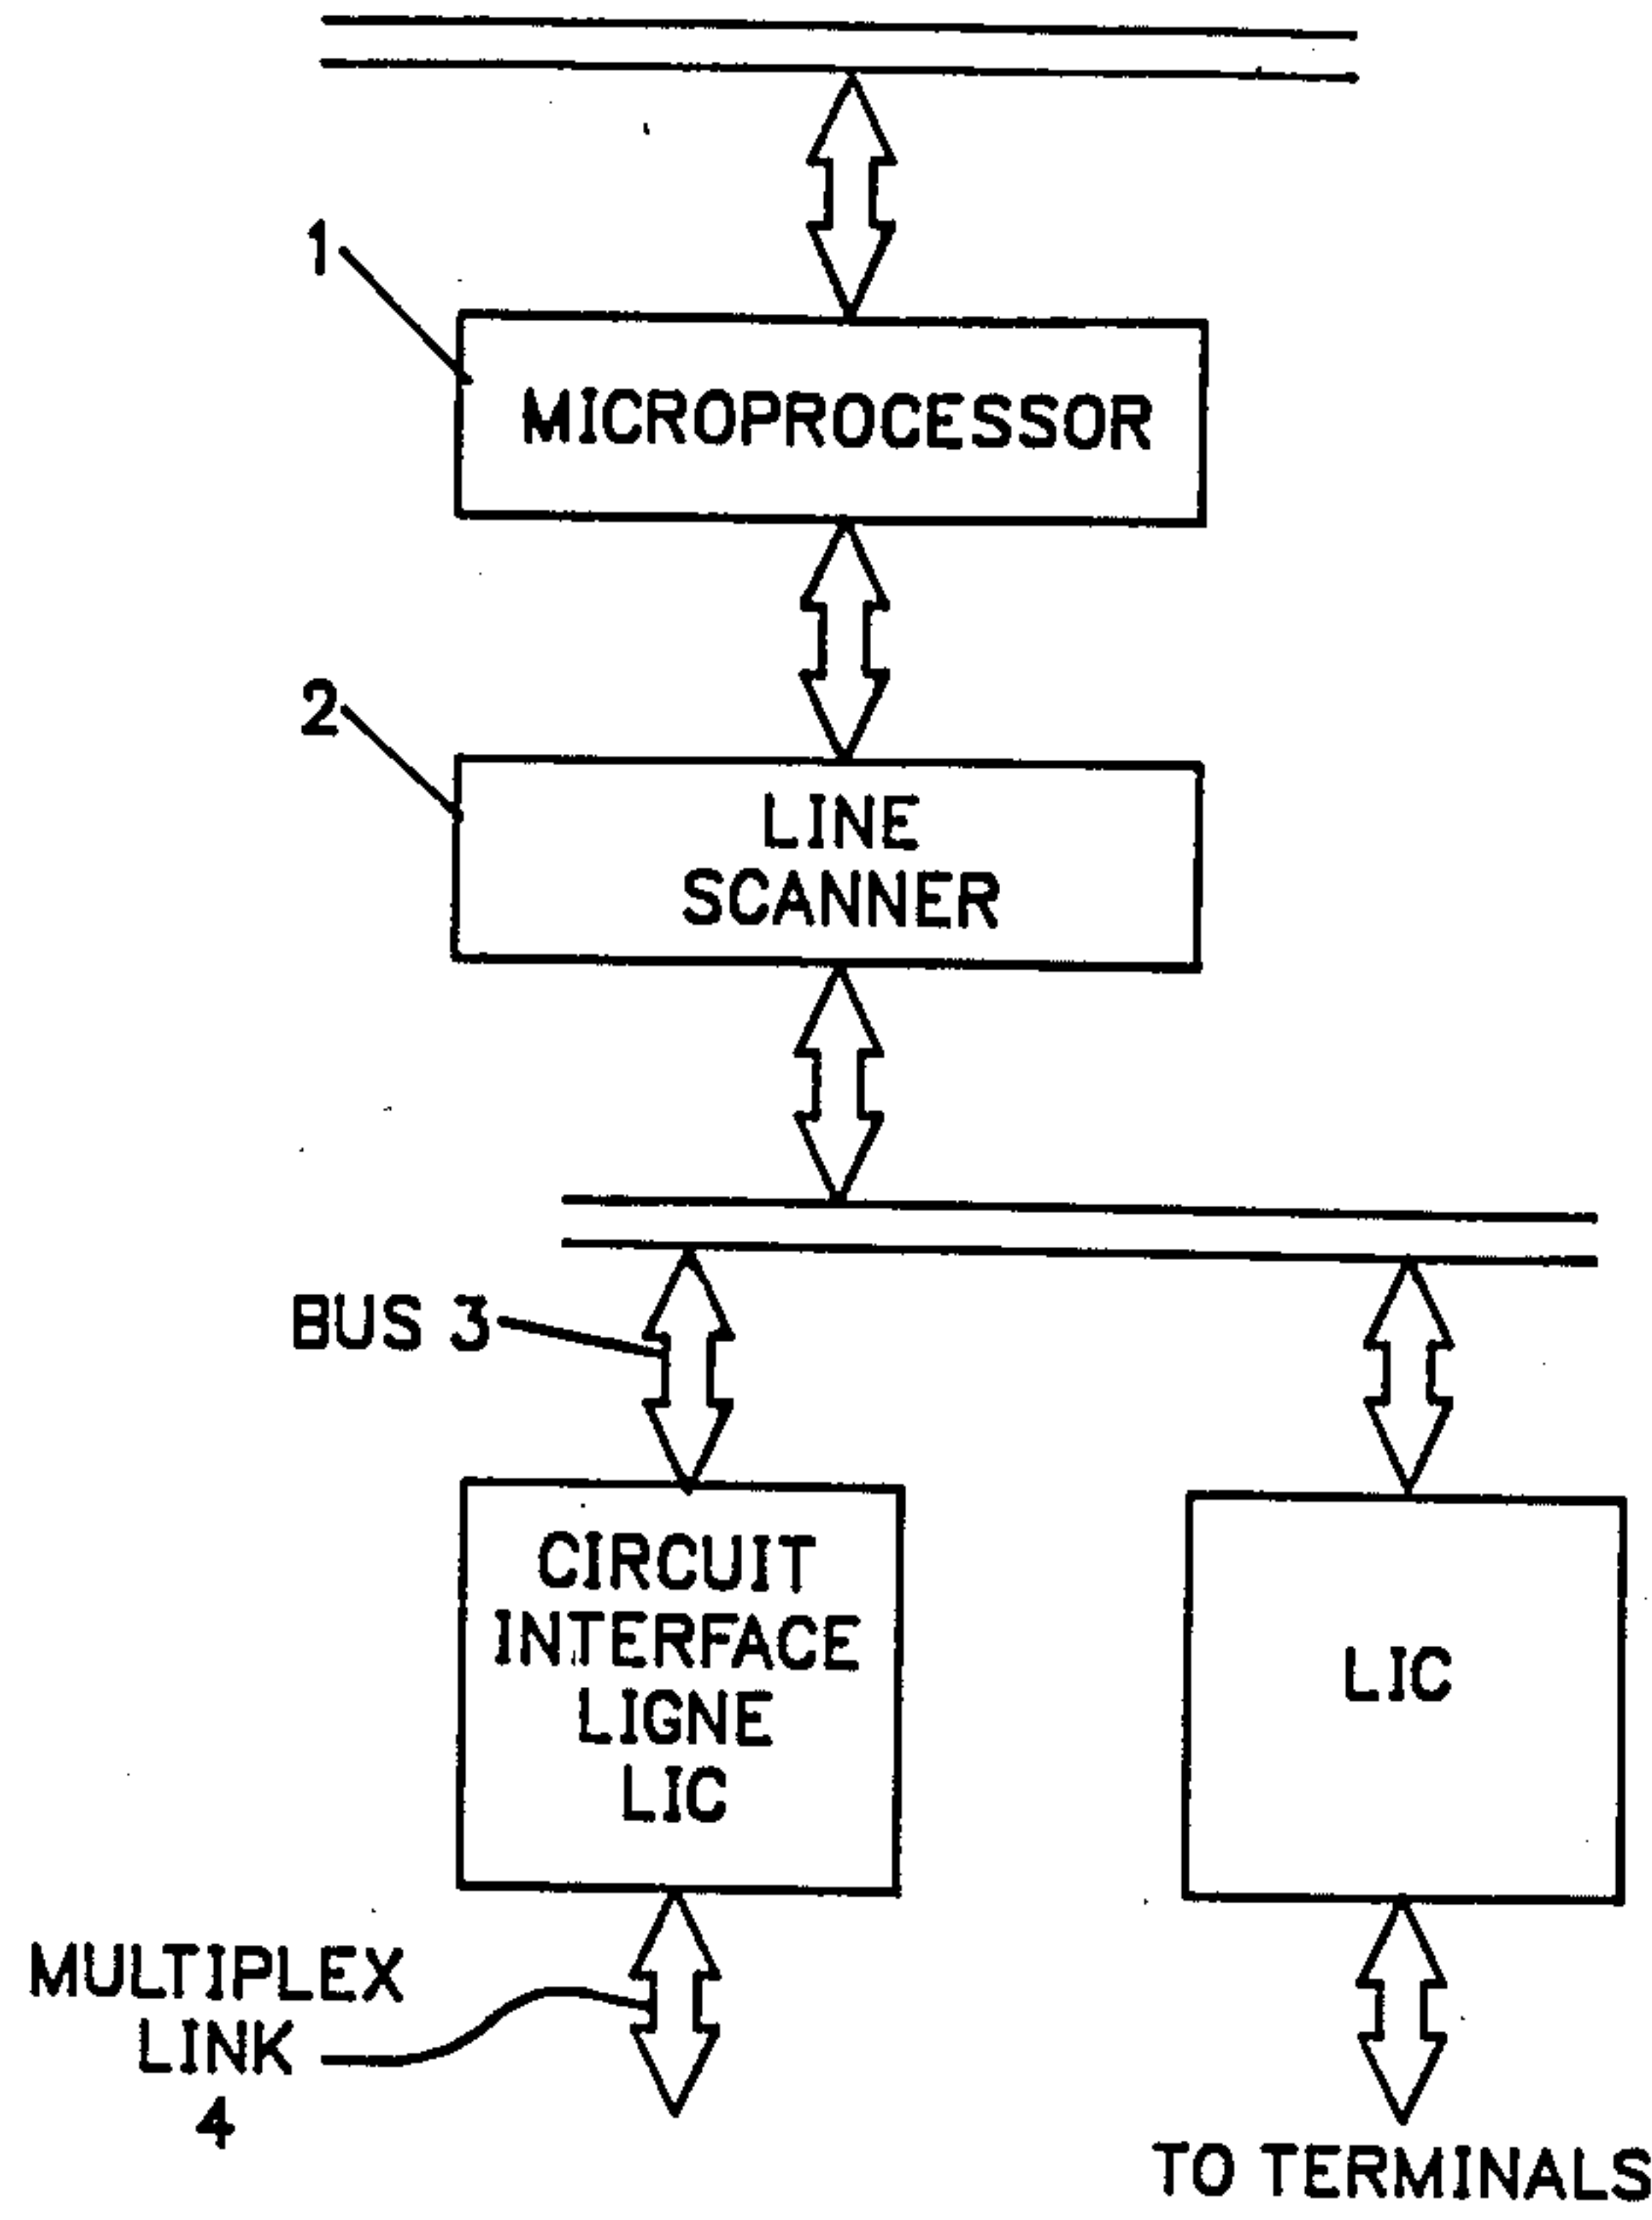 1
MICROPROCESSOR
2
LINE
SCANNER
BUS 3
CIRCUIT
INTERFACE
LIGNE
LIC
LIC
MULTIPLEX
LINK
4
TO TERMINALS